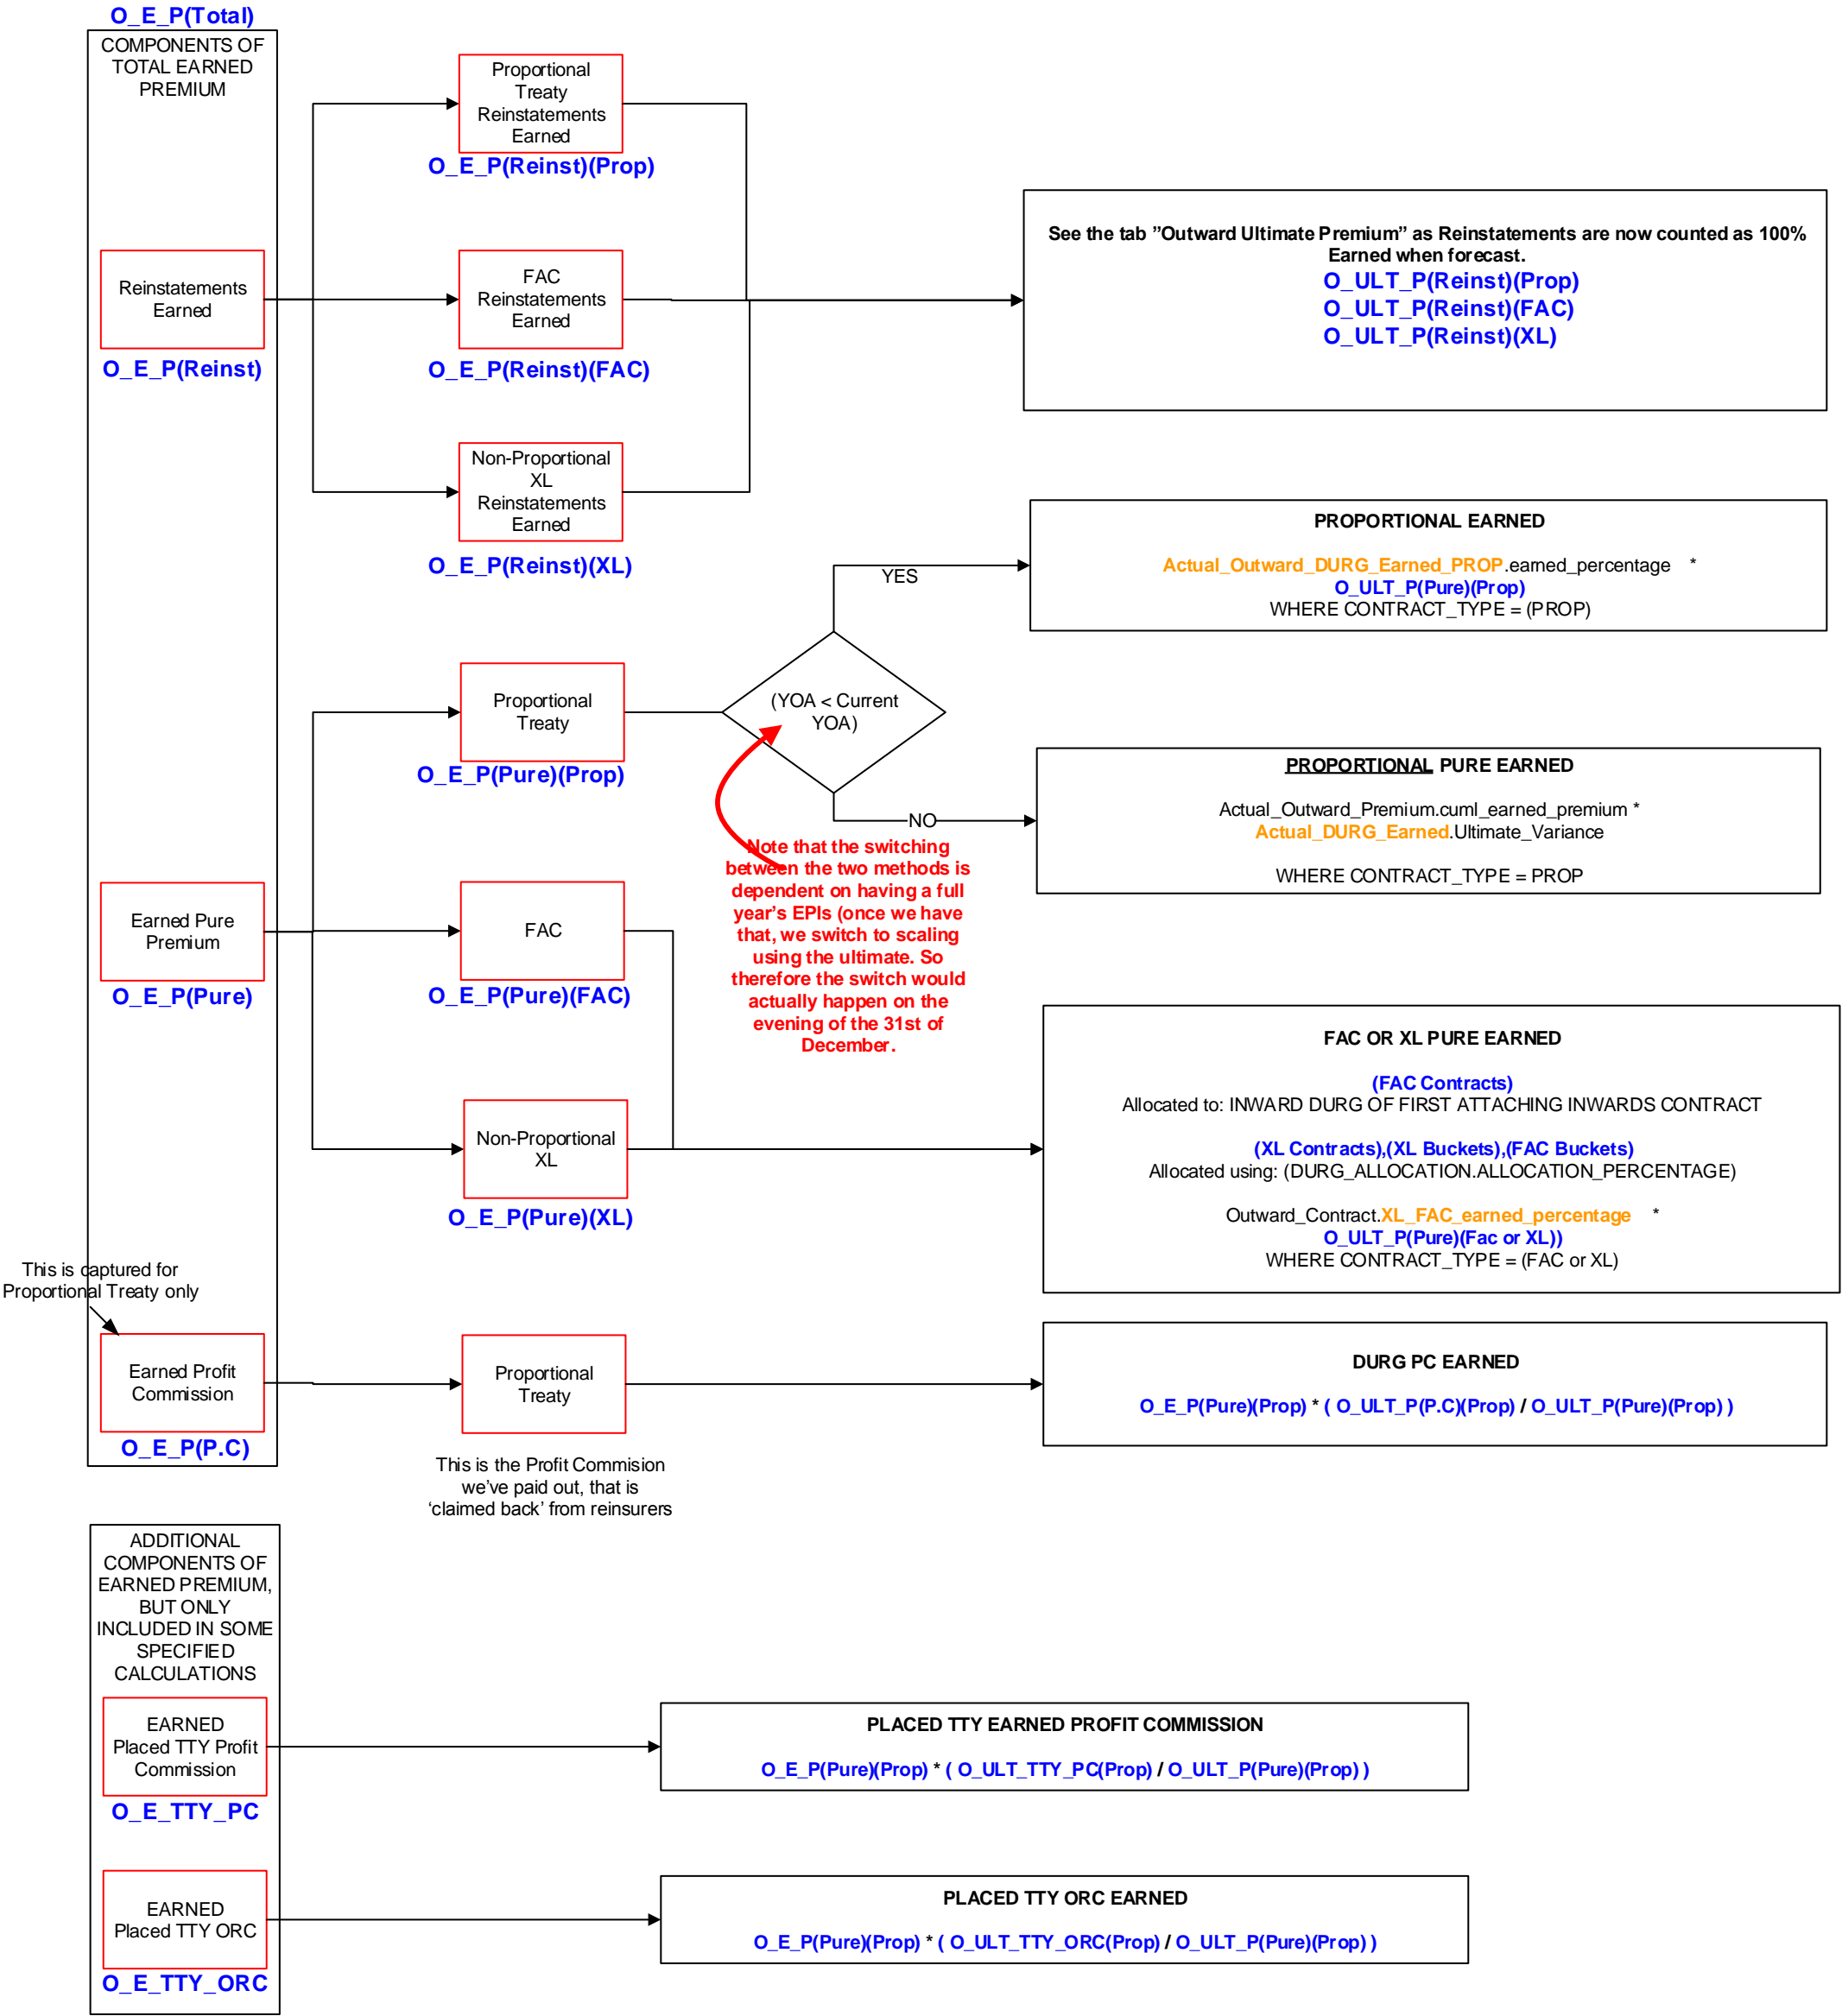 O_E_P(Total)
COMPONENTS OF
TOTAL EARNED
PREMIUM
Proportional
Treaty
Reinstatements
Earned
O_E_P(Reinst)(Prop)
Reinstatements
Earned
O_E_P(Reinst)
FAC
Reinstatements
Earned
O_E_P(Reinst)(FAC)
See the tab ”Outward Ultimate Premium” as Reinstatements are now counted as 100%
Earned when forecast.
O_ULT_P(Reinst)(Prop)
O_ULT_P(Reinst)(FAC)
O_ULT_P(Reinst)(XL)
Non-Proportional
XL
Reinstatements
Earned
O_E_P(Reinst)(XL)
YES
PROPORTIONAL EARNED
Actual_Outward_DURG_Earned_PROP.earned_percentage *
O_ULT_P(Pure)(Prop)
WHERE CONTRACT_TYPE = (PROP)
Proportional
Treaty
O_E_P(Pure)(Prop)
(YOA < Current
YOA)
NO
PROPORTIONAL PURE EARNED
Actual_Outward_Premium.cuml_earned_premium *
Actual_DURG_Earned.Ultimate_Variance
WHERE CONTRACT_TYPE = PROP
Note that the switching
between the two methods is
dependent on having a full
year’s EPIs (once we have
that, we switch to scaling
using the ultimate. So
therefore the switch would
actually happen on the
evening of the 31st of
December.
Earned Pure
Premium
O_E_P(Pure)
FAC
O_E_P(Pure)(FAC)
Non-Proportional
XL
O_E_P(Pure)(XL)
FAC OR XL PURE EARNED
(FAC Contracts)
Allocated to: INWARD DURG OF FIRST ATTACHING INWARDS CONTRACT
(XL Contracts),(XL Buckets),(FAC Buckets)
Allocated using: (DURG_ALLOCATION.ALLOCATION_PERCENTAGE)
Outward_Contract.XL_FAC_earned_percentage *
O_ULT_P(Pure)(Fac or XL))
WHERE CONTRACT_TYPE = (FAC or XL)
This is captured for
Proportional Treaty only
Earned Profit
Commission
O_E_P(P.C)
Proportional
Treaty
This is the Profit Commision
we’ve paid out, that is
‘claimed back’ from reinsurers
DURG PC EARNED
O_E_P(Pure)(Prop) * ( O_ULT_P(P.C)(Prop) / O_ULT_P(Pure)(Prop) )
ADDITIONAL
COMPONENTS OF
EARNED PREMIUM,
BUT ONLY
INCLUDED IN SOME
SPECIFIED
CALCULATIONS
EARNED
Placed TTY Profit
Commission
O_E_TTY_PC
PLACED TTY EARNED PROFIT COMMISSION
O_E_P(Pure)(Prop) * ( O_ULT_TTY_PC(Prop) / O_ULT_P(Pure)(Prop) )
EARNED
Placed TTY ORC
O_E_TTY_ORC
PLACED TTY ORC EARNED
O_E_P(Pure)(Prop) * ( O_ULT_TTY_ORC(Prop) / O_ULT_P(Pure)(Prop) )